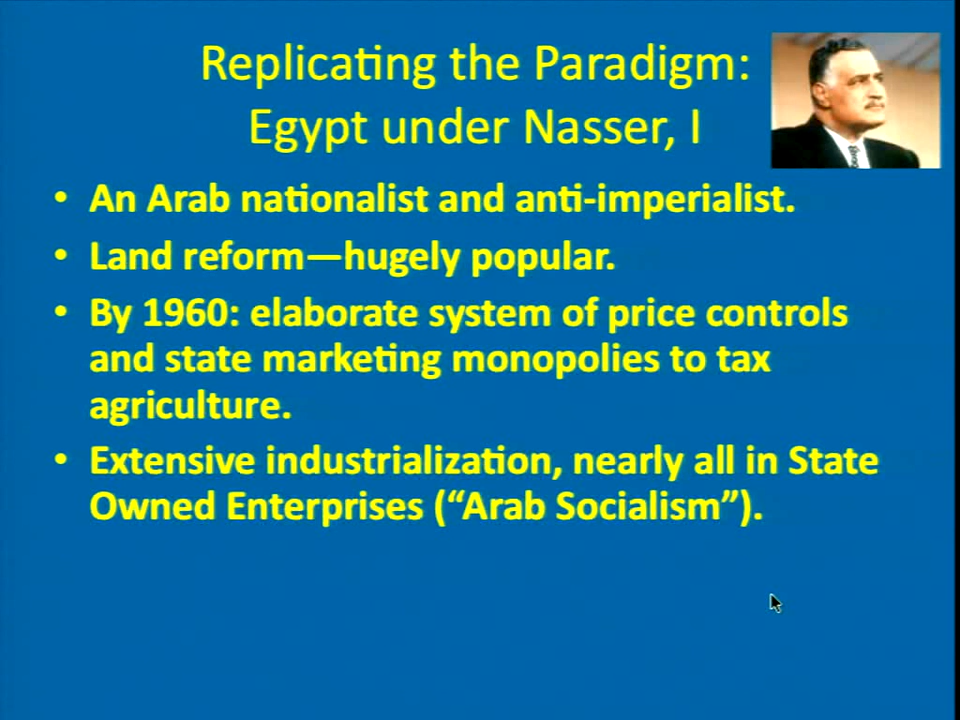 Replicating the Paradigm:
Egypt under Nasser, I
• An Arab nationalist and anti-imperialist.
• Land reform—hugely popular.
• By 1960: elaborate system of price controls
and state marketing monopolies to tax
agriculture.
• Extensive industrialization, nearly all in State
Owned Enterprises (“Arab Socialism”).